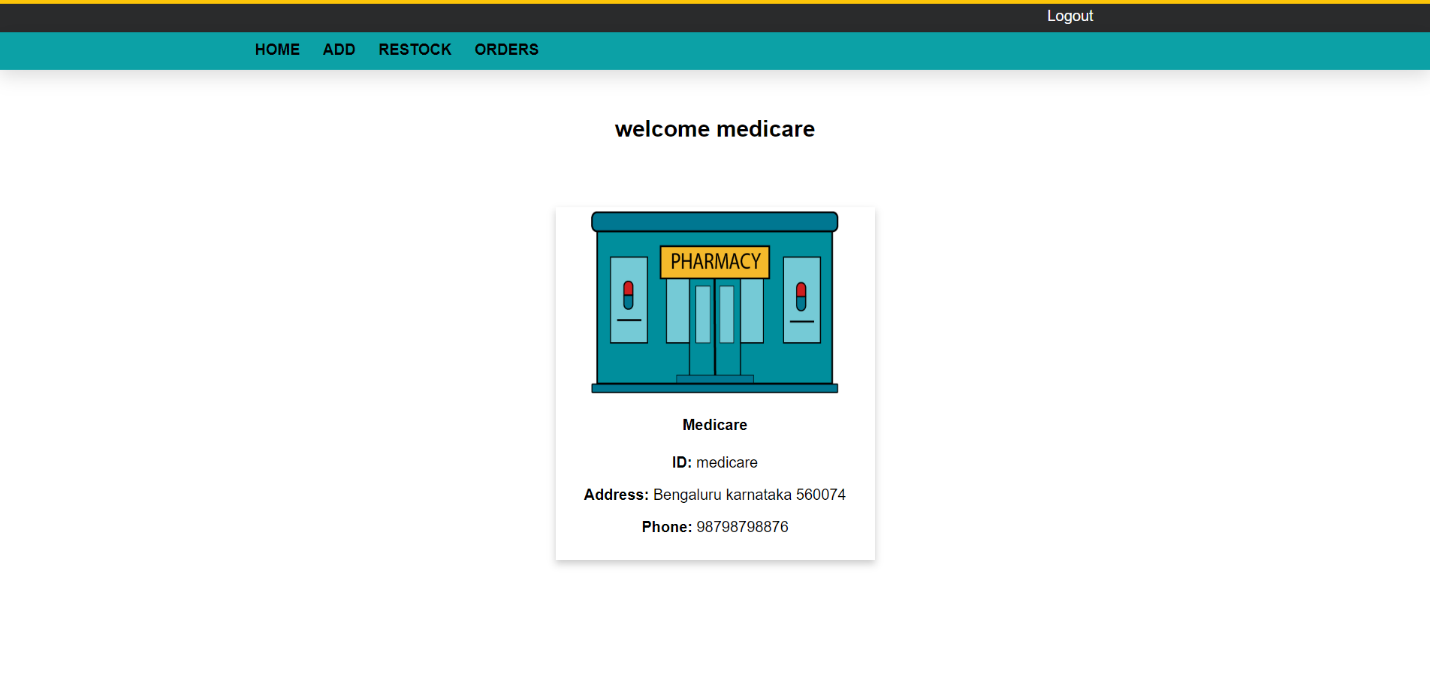 Logout
HOME ADD RESTOCK ORDERS
welcome medicare
PHARMACY
Medicare
ID: medicare
Address: Bengaluru karnataka 560074
Phone: 98798798876